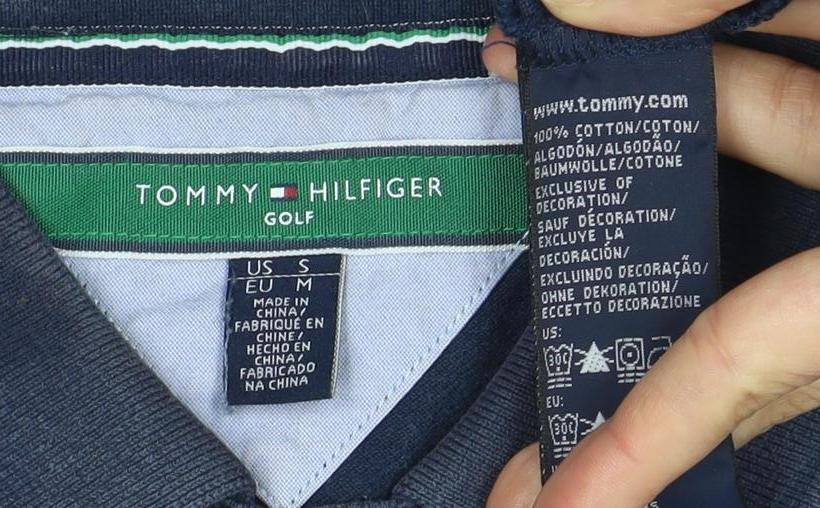 TOMMY HILFIGER
GOLF
US S
EU M
MADE IN
CHINA/
FABRIQUÉ EN
CHINE/
HECHO EN
CHINA/
FABRICADO
NA CHINA
www.tommy.com
100% COTTON/COTON/
ALGODÓN/ALGODÃO/
BAUMWOLLE/COTONE
EXCLUSIVE OF
DECORATION/
SAUF DÉCORATION/
EXCLUYE LA
DECORACIÓN/
EXCLUINDO DECORAÇÃO/
OHNE DEKORATION/
ECCETTO DECORAZIONE
US:
30C
EU:
30C